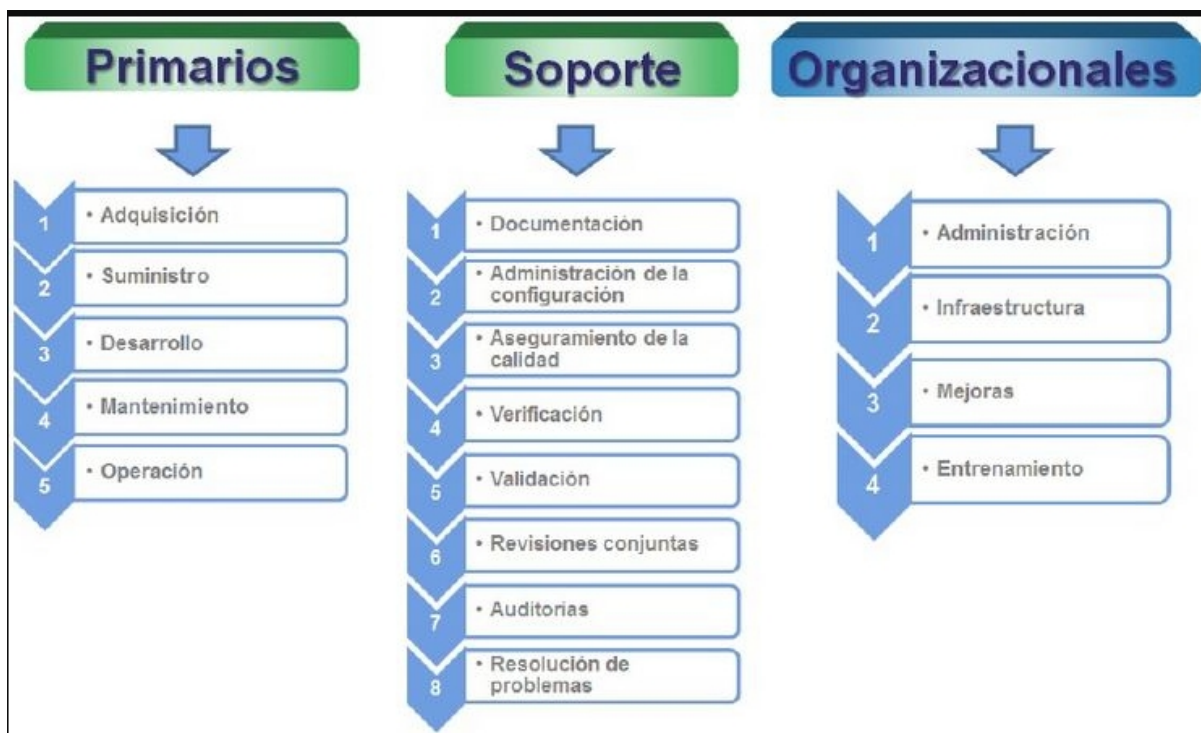 Primarios
1
• Adquisición
2
• Suministro
3
• Desarrollo
4
• Mantenimiento
5
• Operación
Soporte
1
• Documentación
2
• Administración de la
configuración
3
• Aseguramiento de la
calidad
4
• Verificación
5
• Validación
6
• Revisiones conjuntas
7
• Auditorias
8
• Resolución de
problemas
Organizacionales
1
• Administración
2
• Infraestructura
3
• Mejoras
4
• Entrenamiento